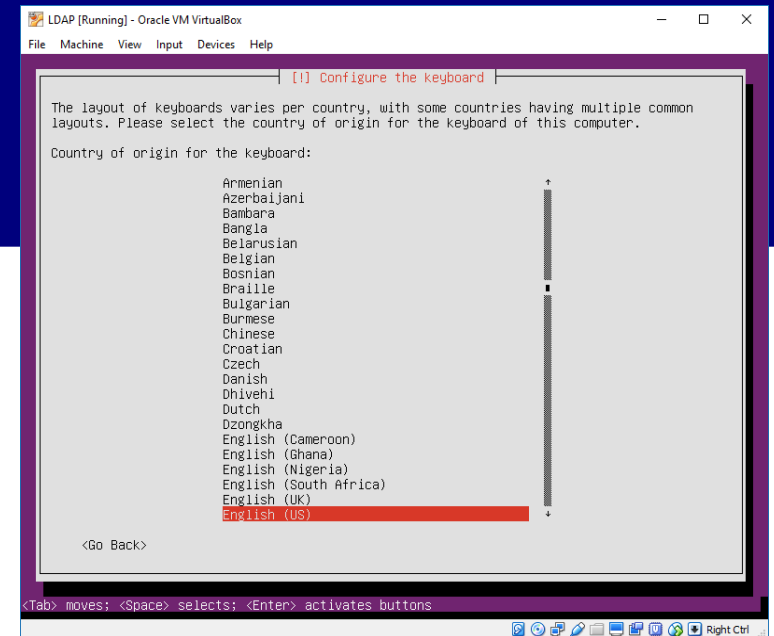 LDAP [Running] - Oracle VM VirtualBox
File Machine View Input Devices Help
[!] Configure the keyboard
The layout of keyboards varies per country, with some countries having multiple common
layouts. Please select the country of origin for the keyboard of this computer.
Country of origin for the keyboard:
Armenian
Azerbaijani
Bambara
Bangla
Belarusian
Belgian
Bosnian
Braille
Bulgarian
Burmese
Chinese
Croatian
Czech
Danish
Dhivehi
Dutch
Dzongkha
English (Cameroon)
English (Ghana)
English (Nigeria)
English (South Africa)
English (UK)
English (US)
<Go Back>
<Tab> moves; <Space> selects; <Enter> activates buttons
Right Ctrl